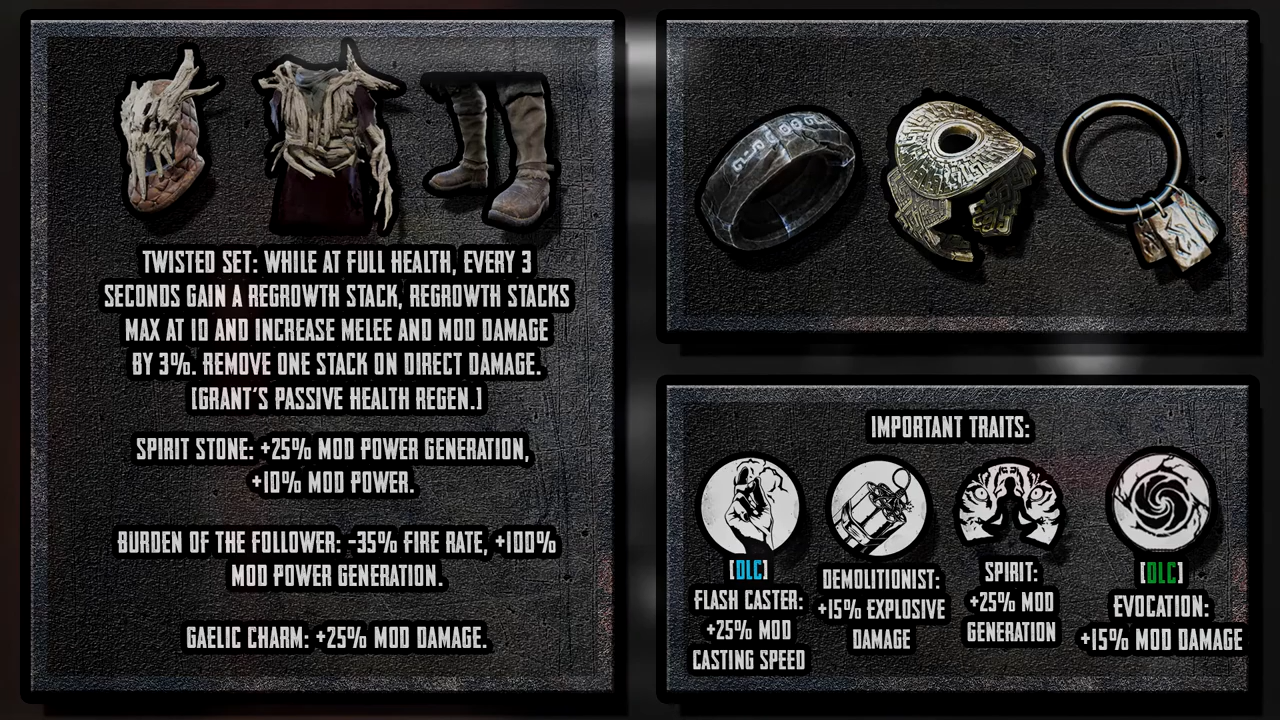 TWISTED SET: WHILE AT FULL HEALTH, EVERY 3
SECONDS GAIN A REGROWTH STACK, REGROWTH STACKS
MAX AT 10 AND INCREASE MELEE AND MOD DAMAGE
BY 3%. REMOVE ONE STACK ON DIRECT DAMAGE.
[GRANT'S PASSIVE HEALTH REGEN.]
SPIRIT STONE: +25% MOD POWER GENERATION,
+10% MOD POWER.
BURDEN OF THE FOLLOWER: -35% FIRE RATE, +100%
MOD POWER GENERATION.
GAELIC CHARM: +25% MOD DAMAGE.
IMPORTANT TRAITS:
[DLC]
FLASH CASTER:
+25% MOD
CASTING SPEED
DEMOLITIONIST:
+15% EXPLOSIVE
DAMAGE
SPIRIT:
+25% MOD
GENERATION
[DLC]
EVOCATION:
+15% MOD DAMAGE